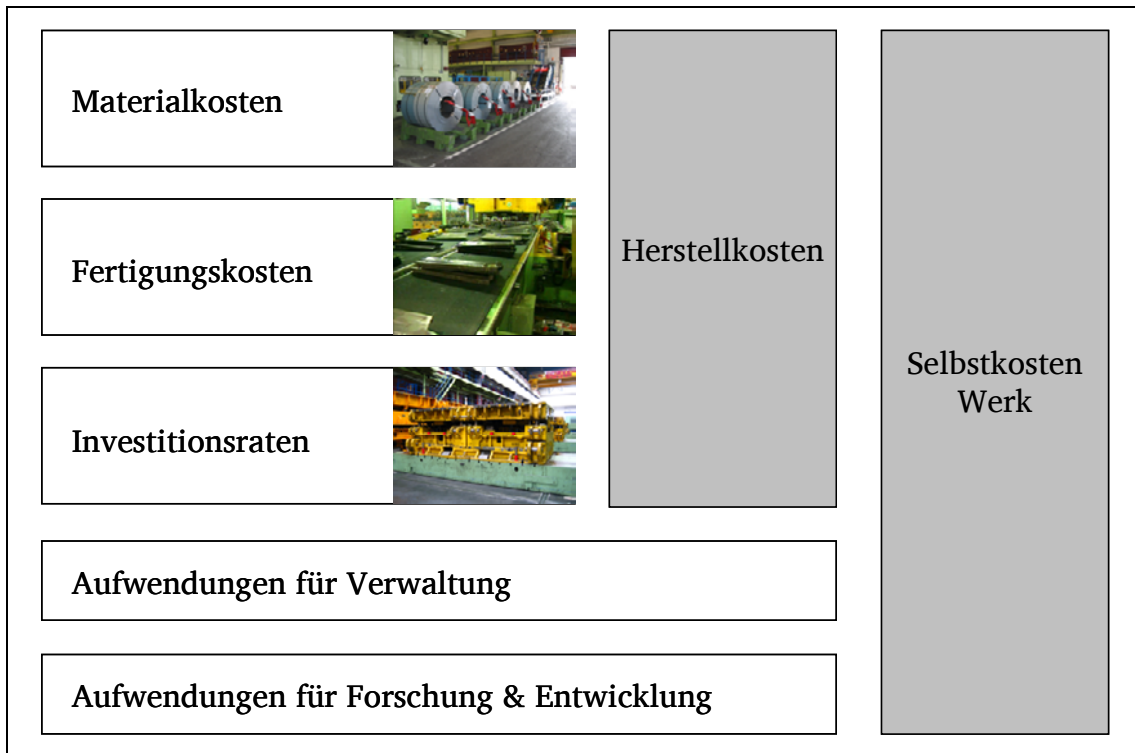 Materialkosten
Fertigungskosten
Investitionsraten
Herstellkosten
Selbstkosten
Werk
Aufwendungen für Verwaltung
Aufwendungen für Forschung & Entwicklung